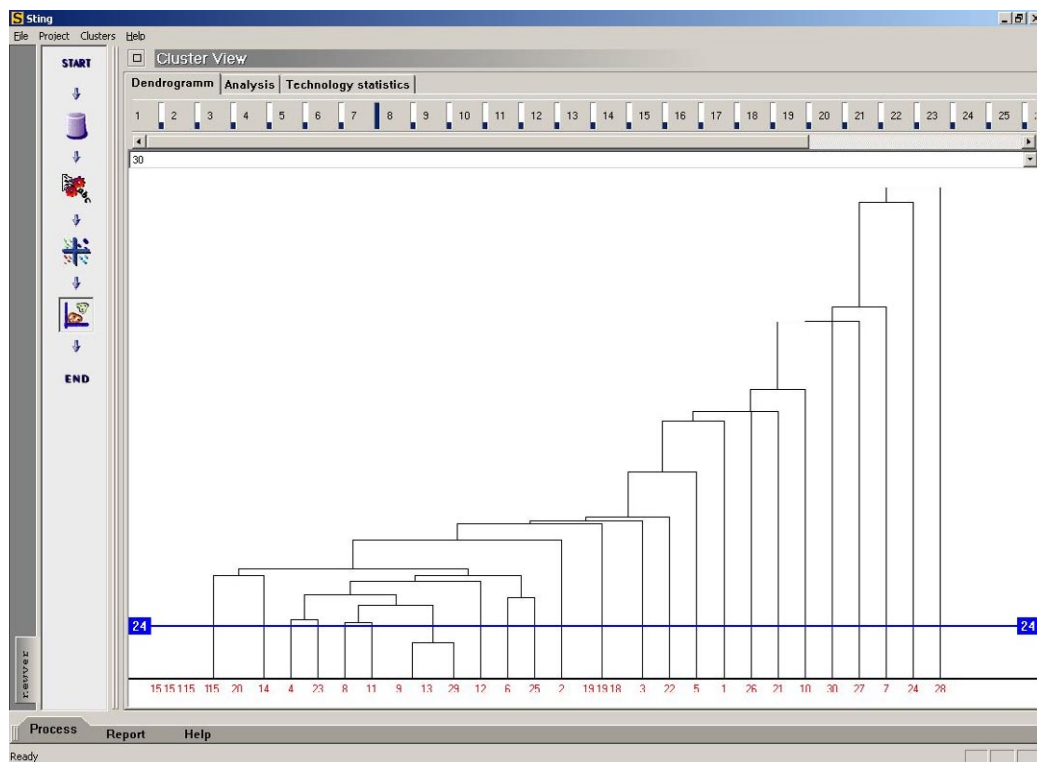 Sting
File Project Clusters Help
START
END
Cluster View
Dendrogramm Analysis Technology statistics
1 2 3 4 5 6 7 8 9 10 11 12 13 14 15 16 17 18 19 20 21 22 23 24 25
30
24 24
15 15 115 115 20 14 4 23 8 11 9 13 29 12 6 25 2 19 19 18 3 22 5 1 26 21 10 30 27 7 24 28
Process Report Help
Ready